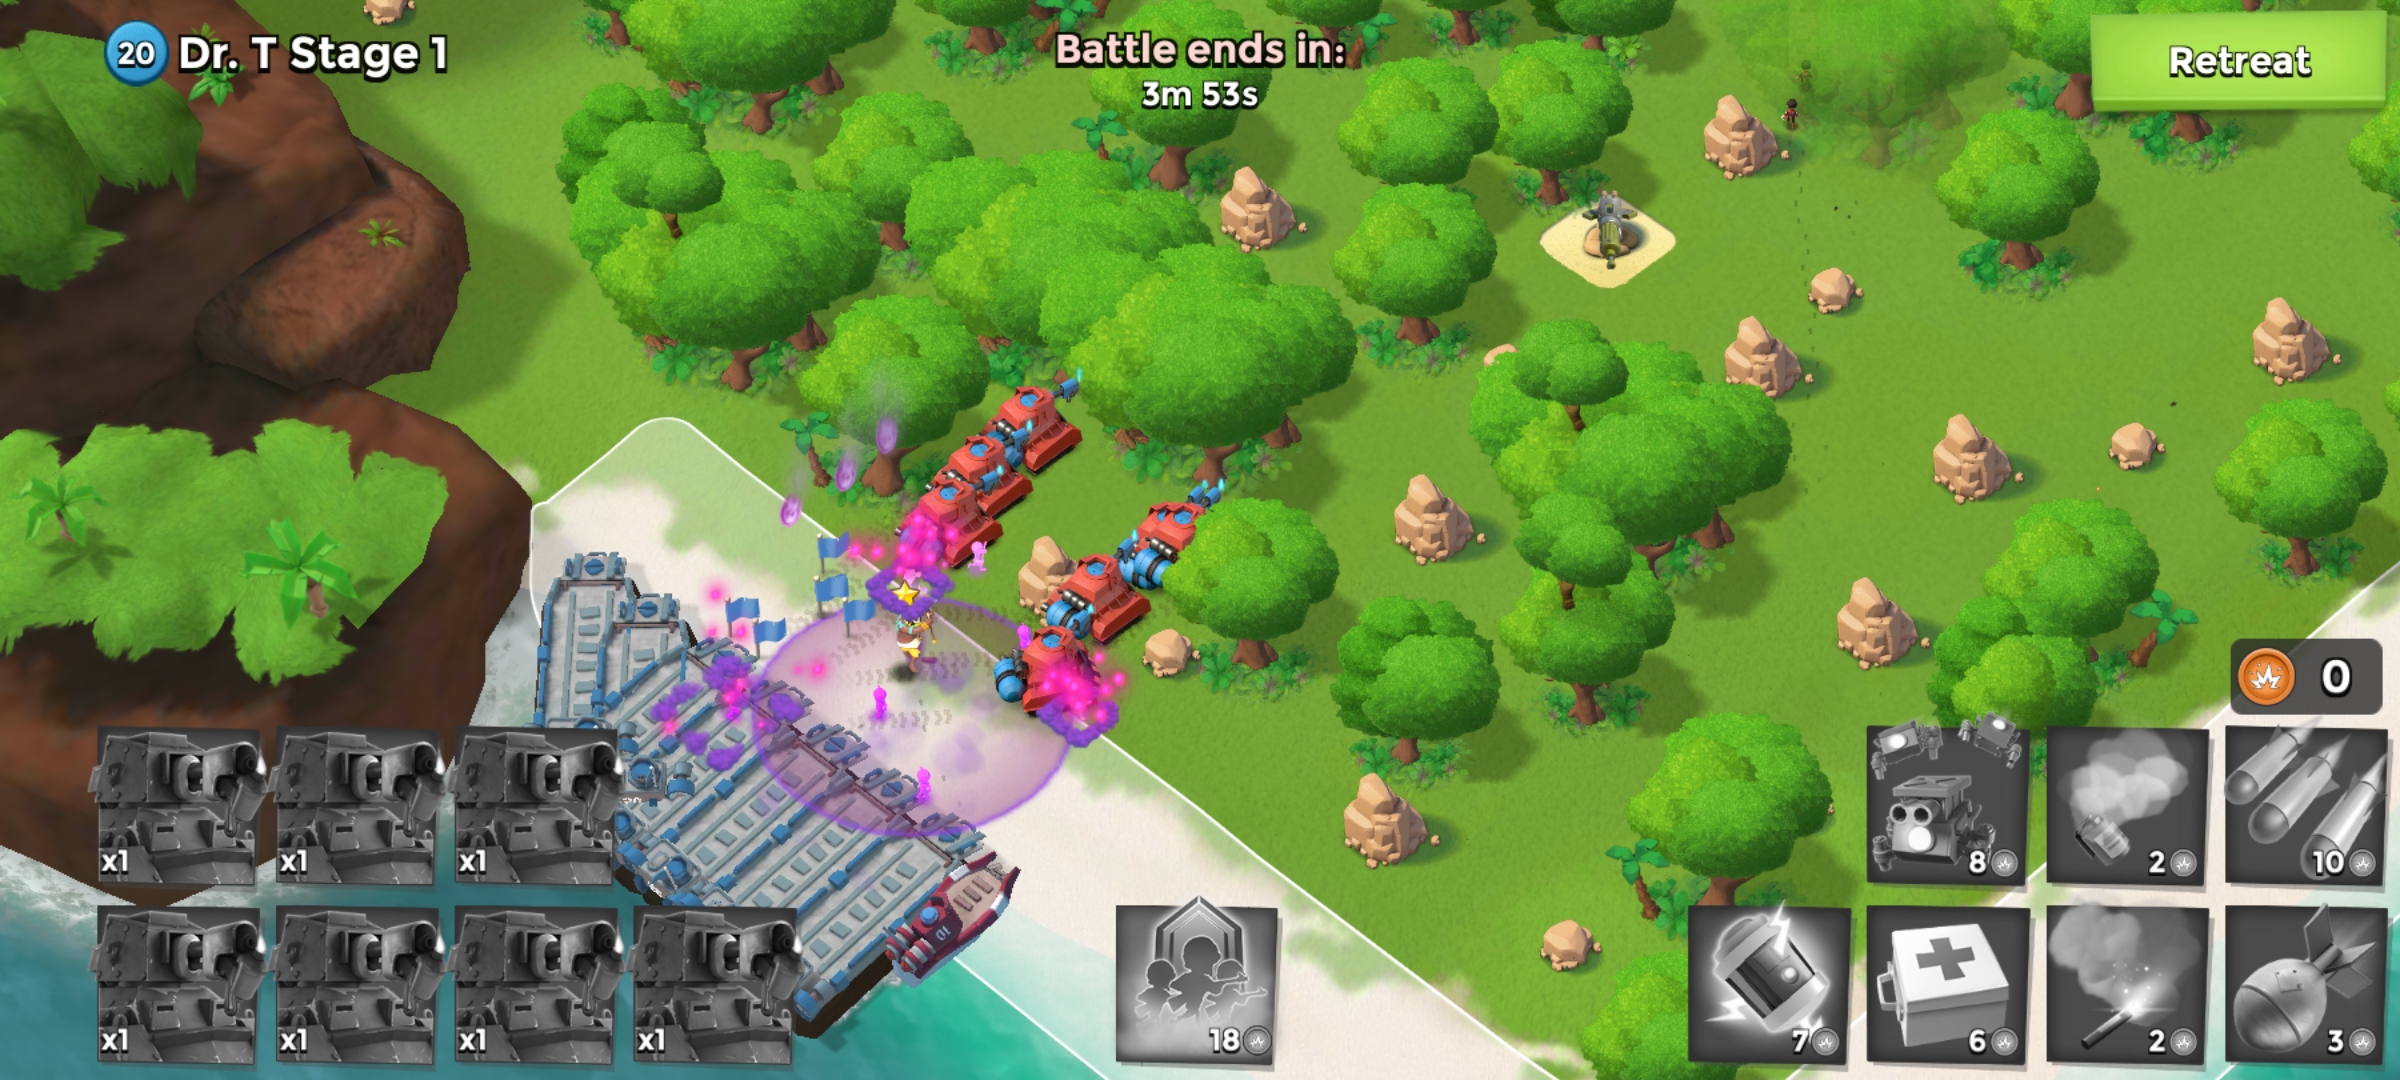 20 Dr. T Stage 1
Battle ends in:
3m 53s
Retreat
0
x1 x1 x1
8 2 10
x1 x1 x1 x1
18
7 6 2 3
01